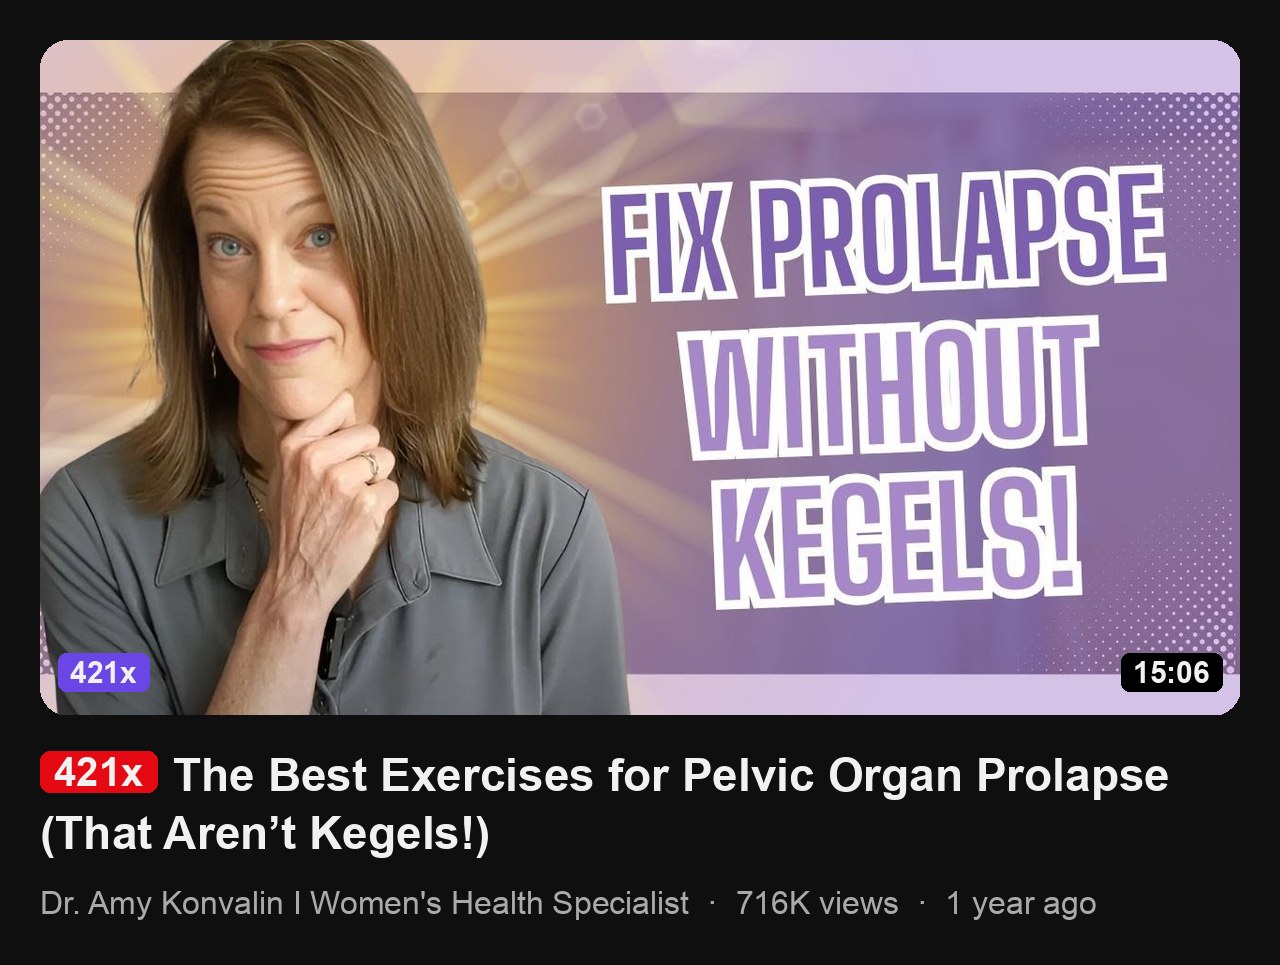 FIX PROLAPSE
WITHOUT
KEGELS!
421x
15:06
421x The Best Exercises for Pelvic Organ Prolapse
(That Aren’t Kegels!)
Dr. Amy Konvalin I Women's Health Specialist · 716K views · 1 year ago